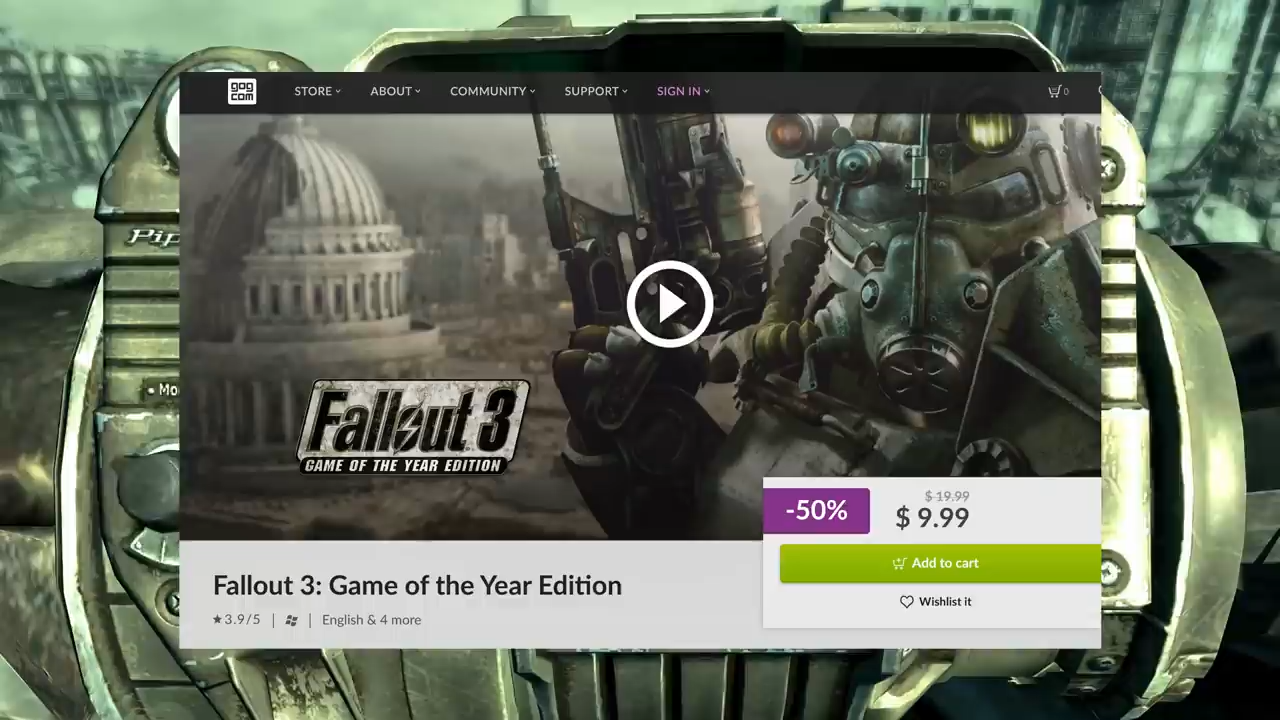 gog
com
STORE
ABOUT
COMMUNITY
SUPPORT
SIGN IN
0
Pip
• Mo
Fallout 3
GAME OF THE YEAR EDITION
-50%
$ 19.99
$ 9.99
Add to cart
Wishlist it
Fallout 3: Game of the Year Edition
3.9/5 | | English & 4 more